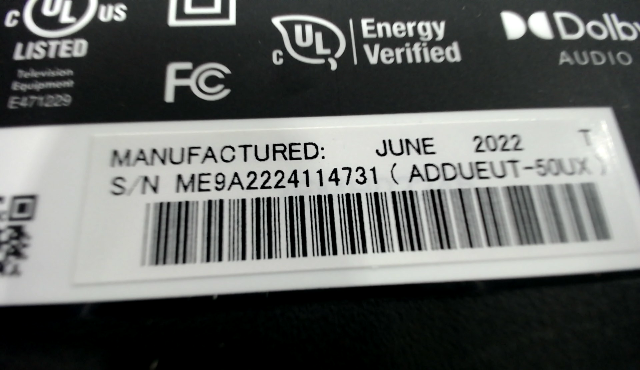 c UL US
LISTED
Television
Equipment
E471229
FC
c UL Energy
Verified
Dolby
AUDIO
MANUFACTURED: JUNE 2022 T
S/N ME9A2224114731 ( ADDUEUT-50UX )